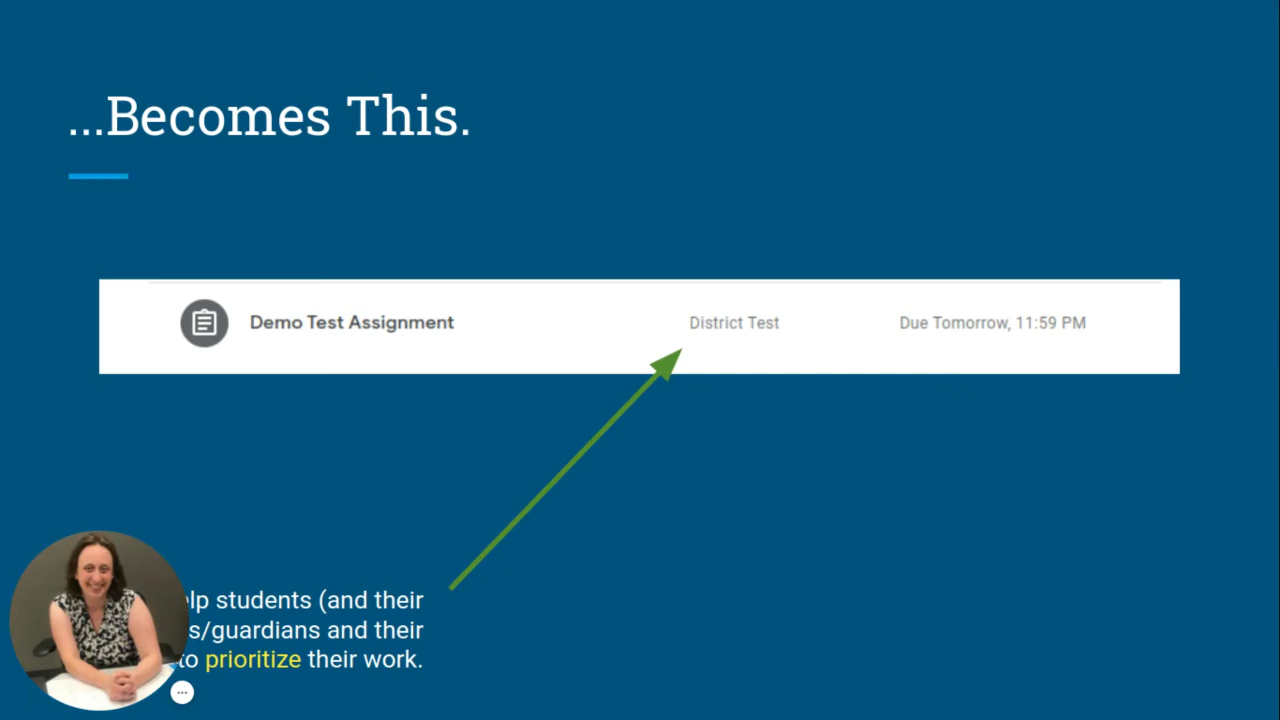 ...Becomes This.
Demo Test Assignment District Test Due Tomorrow, 11:59 PM
students (and their
and their
to prioritize their work.